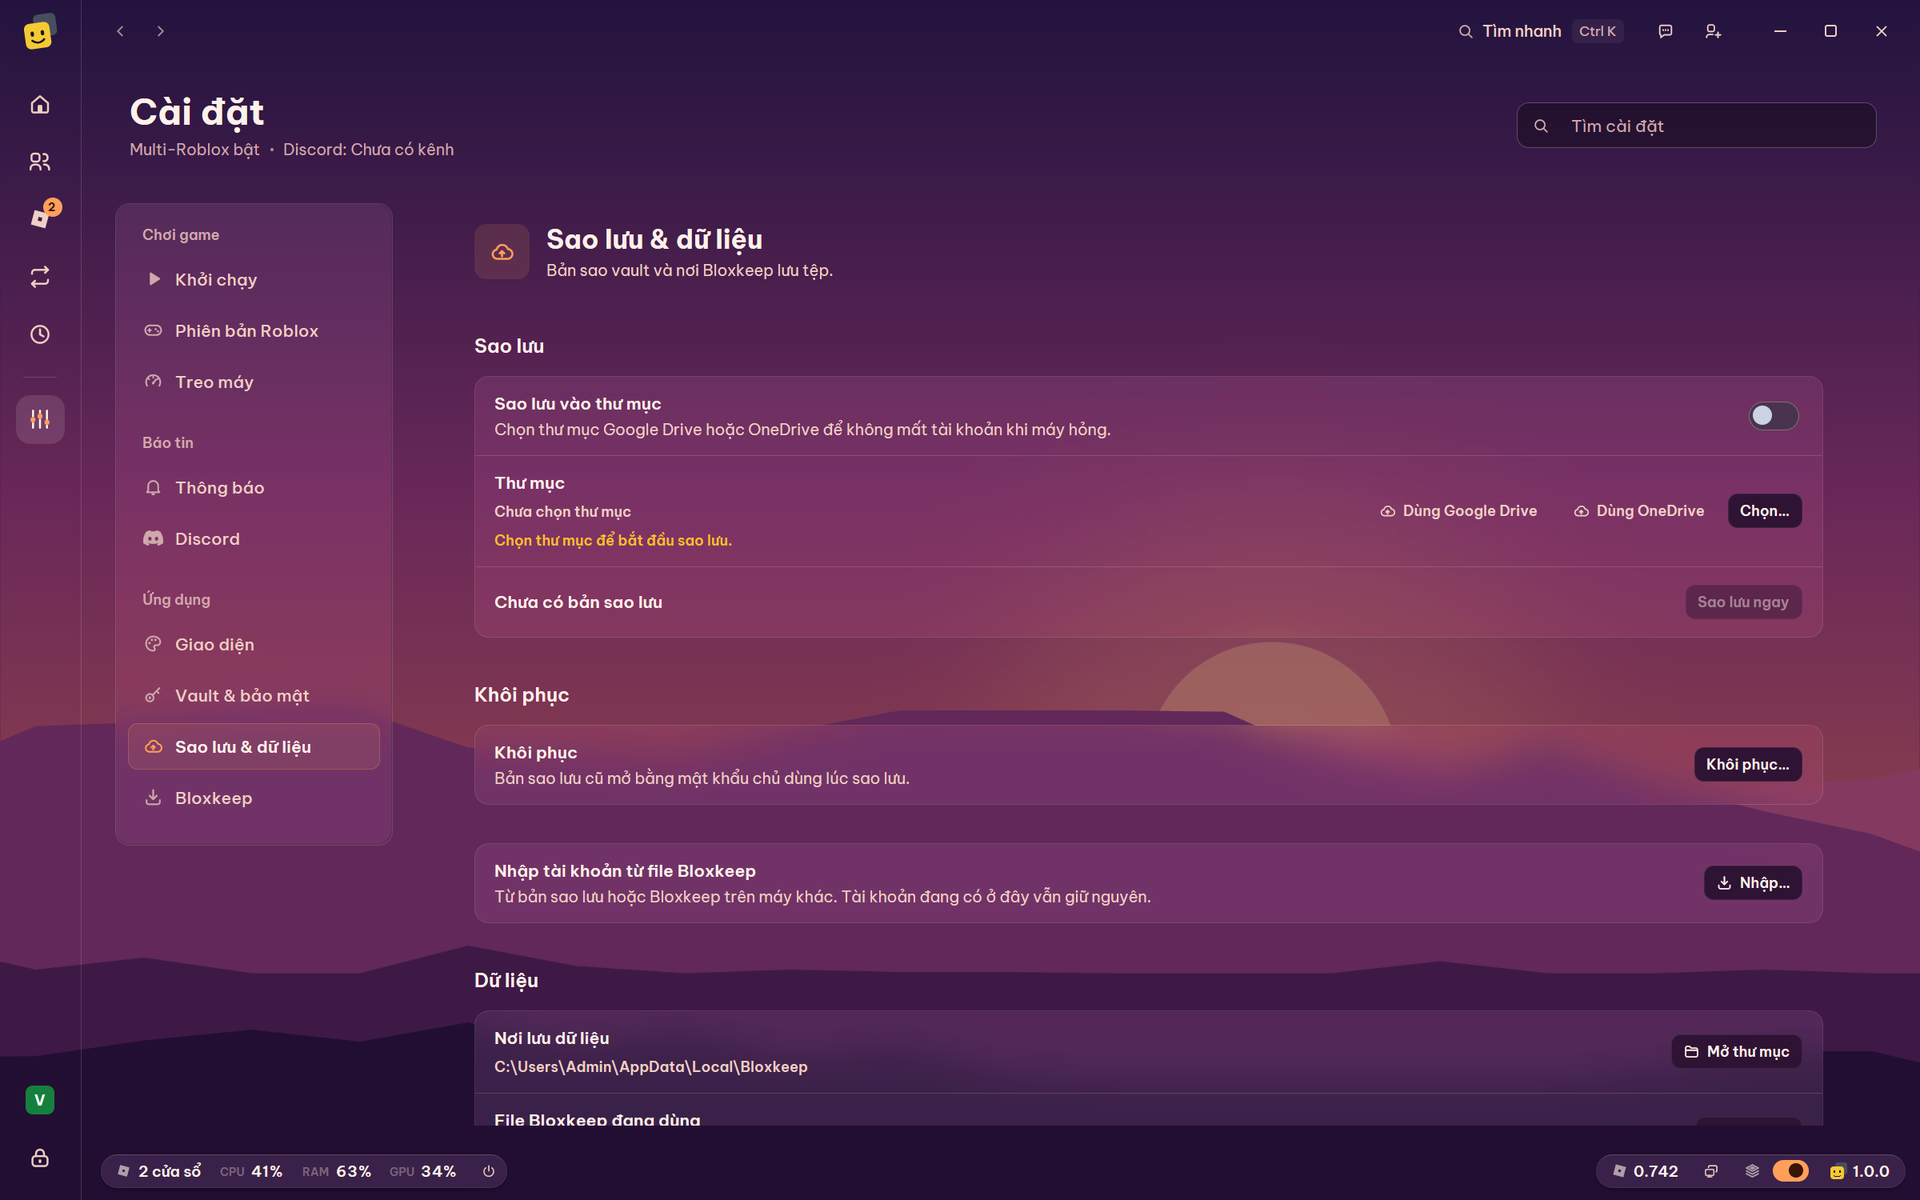 Tìm nhanh Ctrl K
Cài đặt
Multi-Roblox bật • Discord: Chưa có kênh
Tìm cài đặt
2
Chơi game
Khởi chạy
Phiên bản Roblox
Treo máy
Báo tin
Thông báo
Discord
Ứng dụng
Giao diện
Vault & bảo mật
Sao lưu & dữ liệu
Bloxkeep
Sao lưu & dữ liệu
Bản sao vault và nơi Bloxkeep lưu tệp.
Sao lưu
Sao lưu vào thư mục
Chọn thư mục Google Drive hoặc OneDrive để không mất tài khoản khi máy hỏng.
Thư mục
Chưa chọn thư mục
Chọn thư mục để bắt đầu sao lưu.
Dùng Google Drive
Dùng OneDrive
Chọn...
Chưa có bản sao lưu
Sao lưu ngay
Khôi phục
Khôi phục
Bản sao lưu cũ mở bằng mật khẩu chủ dùng lúc sao lưu.
Khôi phục...
Nhập tài khoản từ file Bloxkeep
Từ bản sao lưu hoặc Bloxkeep trên máy khác. Tài khoản đang có ở đây vẫn giữ nguyên.
Nhập...
Dữ liệu
Nơi lưu dữ liệu
C:\Users\Admin\AppData\Local\Bloxkeep
Mở thư mục
File Bloxkeep đang dùng
V
2 cửa sổ CPU 41% RAM 63% GPU 34%
0.742
1.0.0